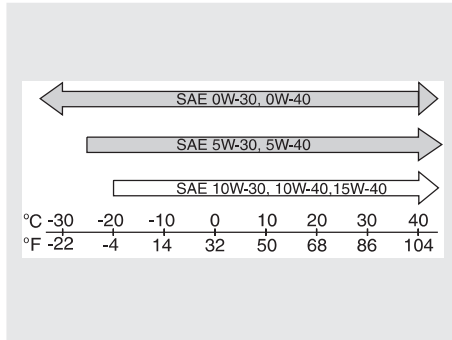 SAE 0W-30, 0W-40
SAE 5W-30, 5W-40
SAE 10W-30, 10W-40,15W-40
°C -30 -20 -10 0 10 20 30 40
°F -22 -4 14 32 50 68 86 104